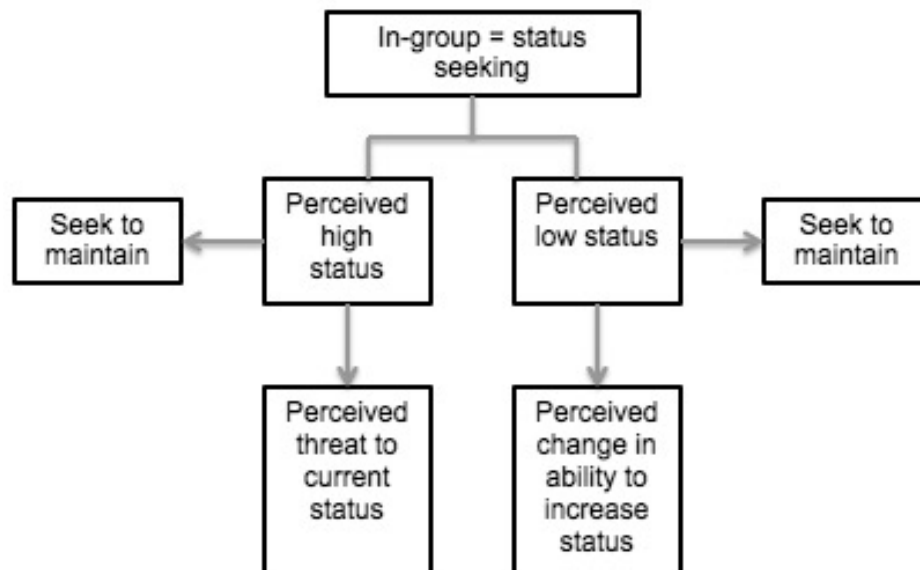 In-group = status
seeking
Seek to
maintain
Perceived
high
status
Perceived
low status
Seek to
maintain
Perceived
threat to
current
status
Perceived
change in
ability to
increase
status